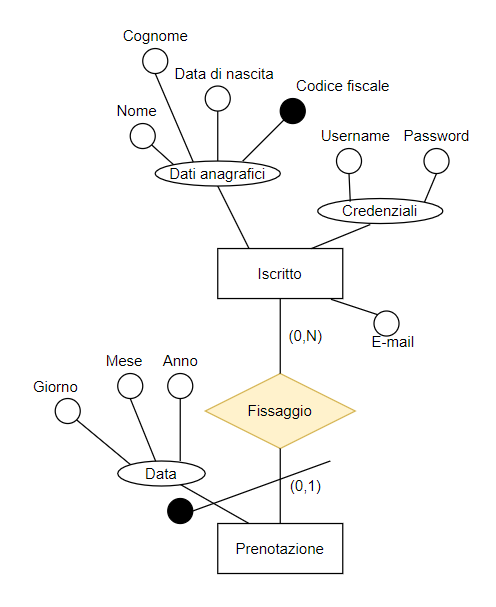 Cognome
Data di nascita
Codice fiscale
Nome
Username
Password
Dati anagrafici
Credenziali
Iscritto
(0,N)
E-mail
Mese
Anno
Giorno
Fissaggio
Data
(0,1)
Prenotazione